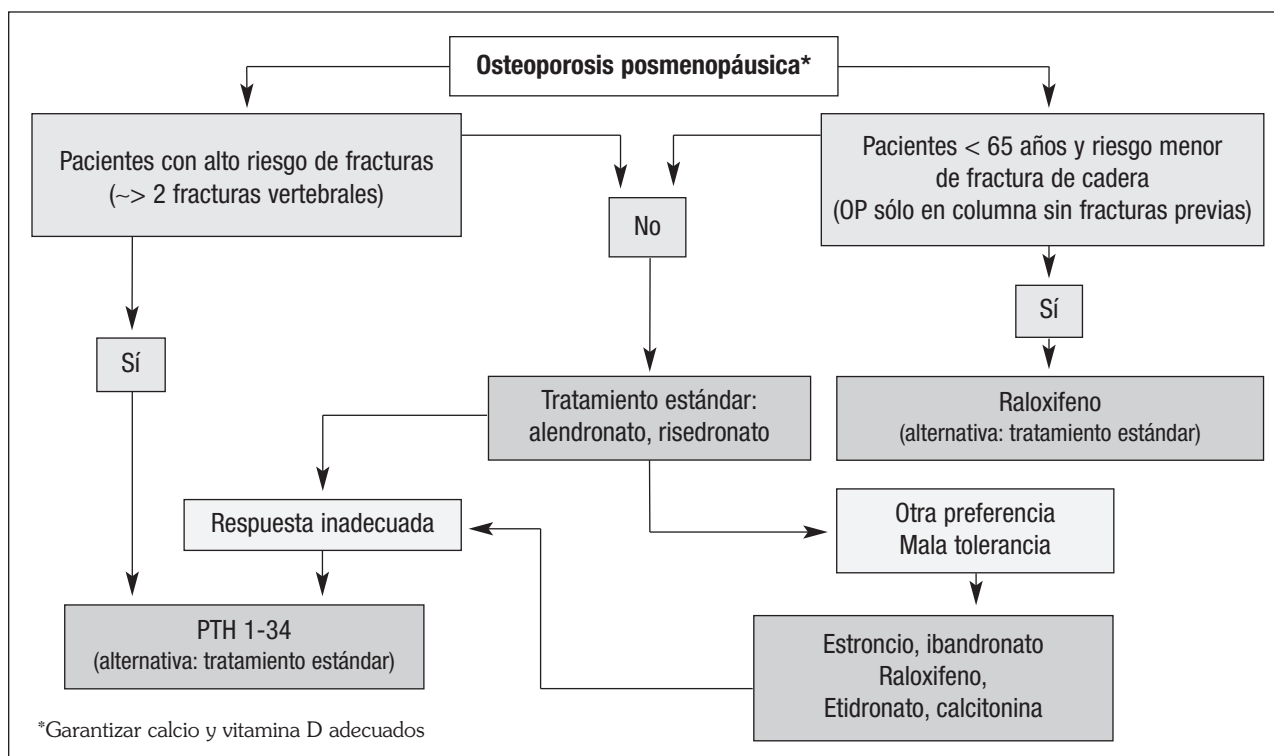 Osteoporosis posmenopáusica*
Pacientes con alto riesgo de fracturas
(~> 2 fracturas vertebrales)
No
Pacientes < 65 años y riesgo menor
de fractura de cadera
(OP sólo en columna sin fracturas previas)
Sí
Sí
Tratamiento estándar:
alendronato, risedronato
Raloxifeno
(alternativa: tratamiento estándar)
Respuesta inadecuada
Otra preferencia
Mala tolerancia
PTH 1-34
(alternativa: tratamiento estándar)
Estroncio, ibandronato
Raloxifeno,
Etidronato, calcitonina
*Garantizar calcio y vitamina D adecuados